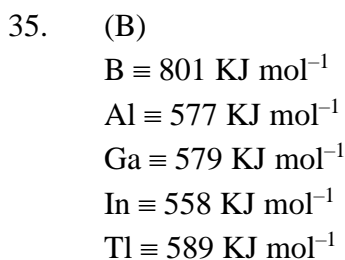 35. (B)
B ≡ 801 KJ mol⁻¹
Al ≡ 577 KJ mol⁻¹
Ga ≡ 579 KJ mol⁻¹
In ≡ 558 KJ mol⁻¹
Tl ≡ 589 KJ mol⁻¹